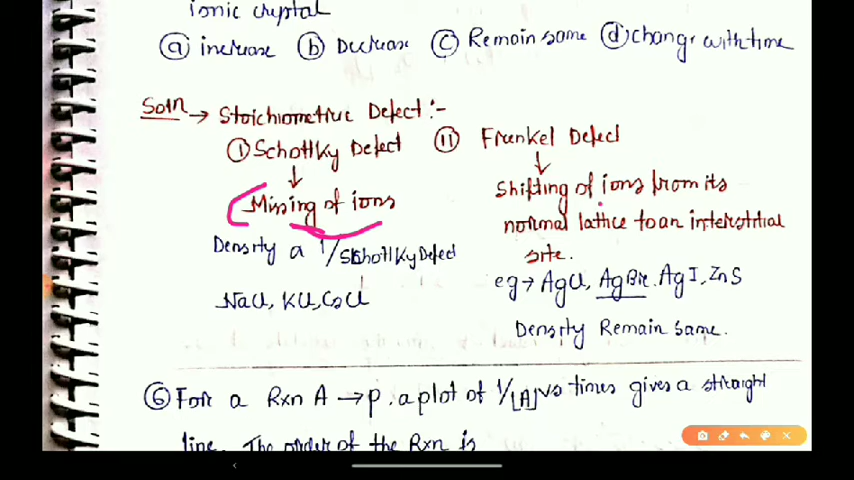 ionic crystal
(a) increase (b) Decrease (c) Remain same (d) change with time
Soln → Stoichiometric Defect :-
(i) Schottky Defect (ii) Frenkel Defect
↓ ↓
Missing of ions Shifting of ions from its
normal lattice to an interstitial
site.
Density α 1/Schottky Defect
NaCl, KCl, CsCl eg → AgCl, AgBr. AgI, ZnS
Density Remain same.
(6) For a Rxn A → p, a plot of 1/[A] vs times gives a straight
line. The order of the Rxn is